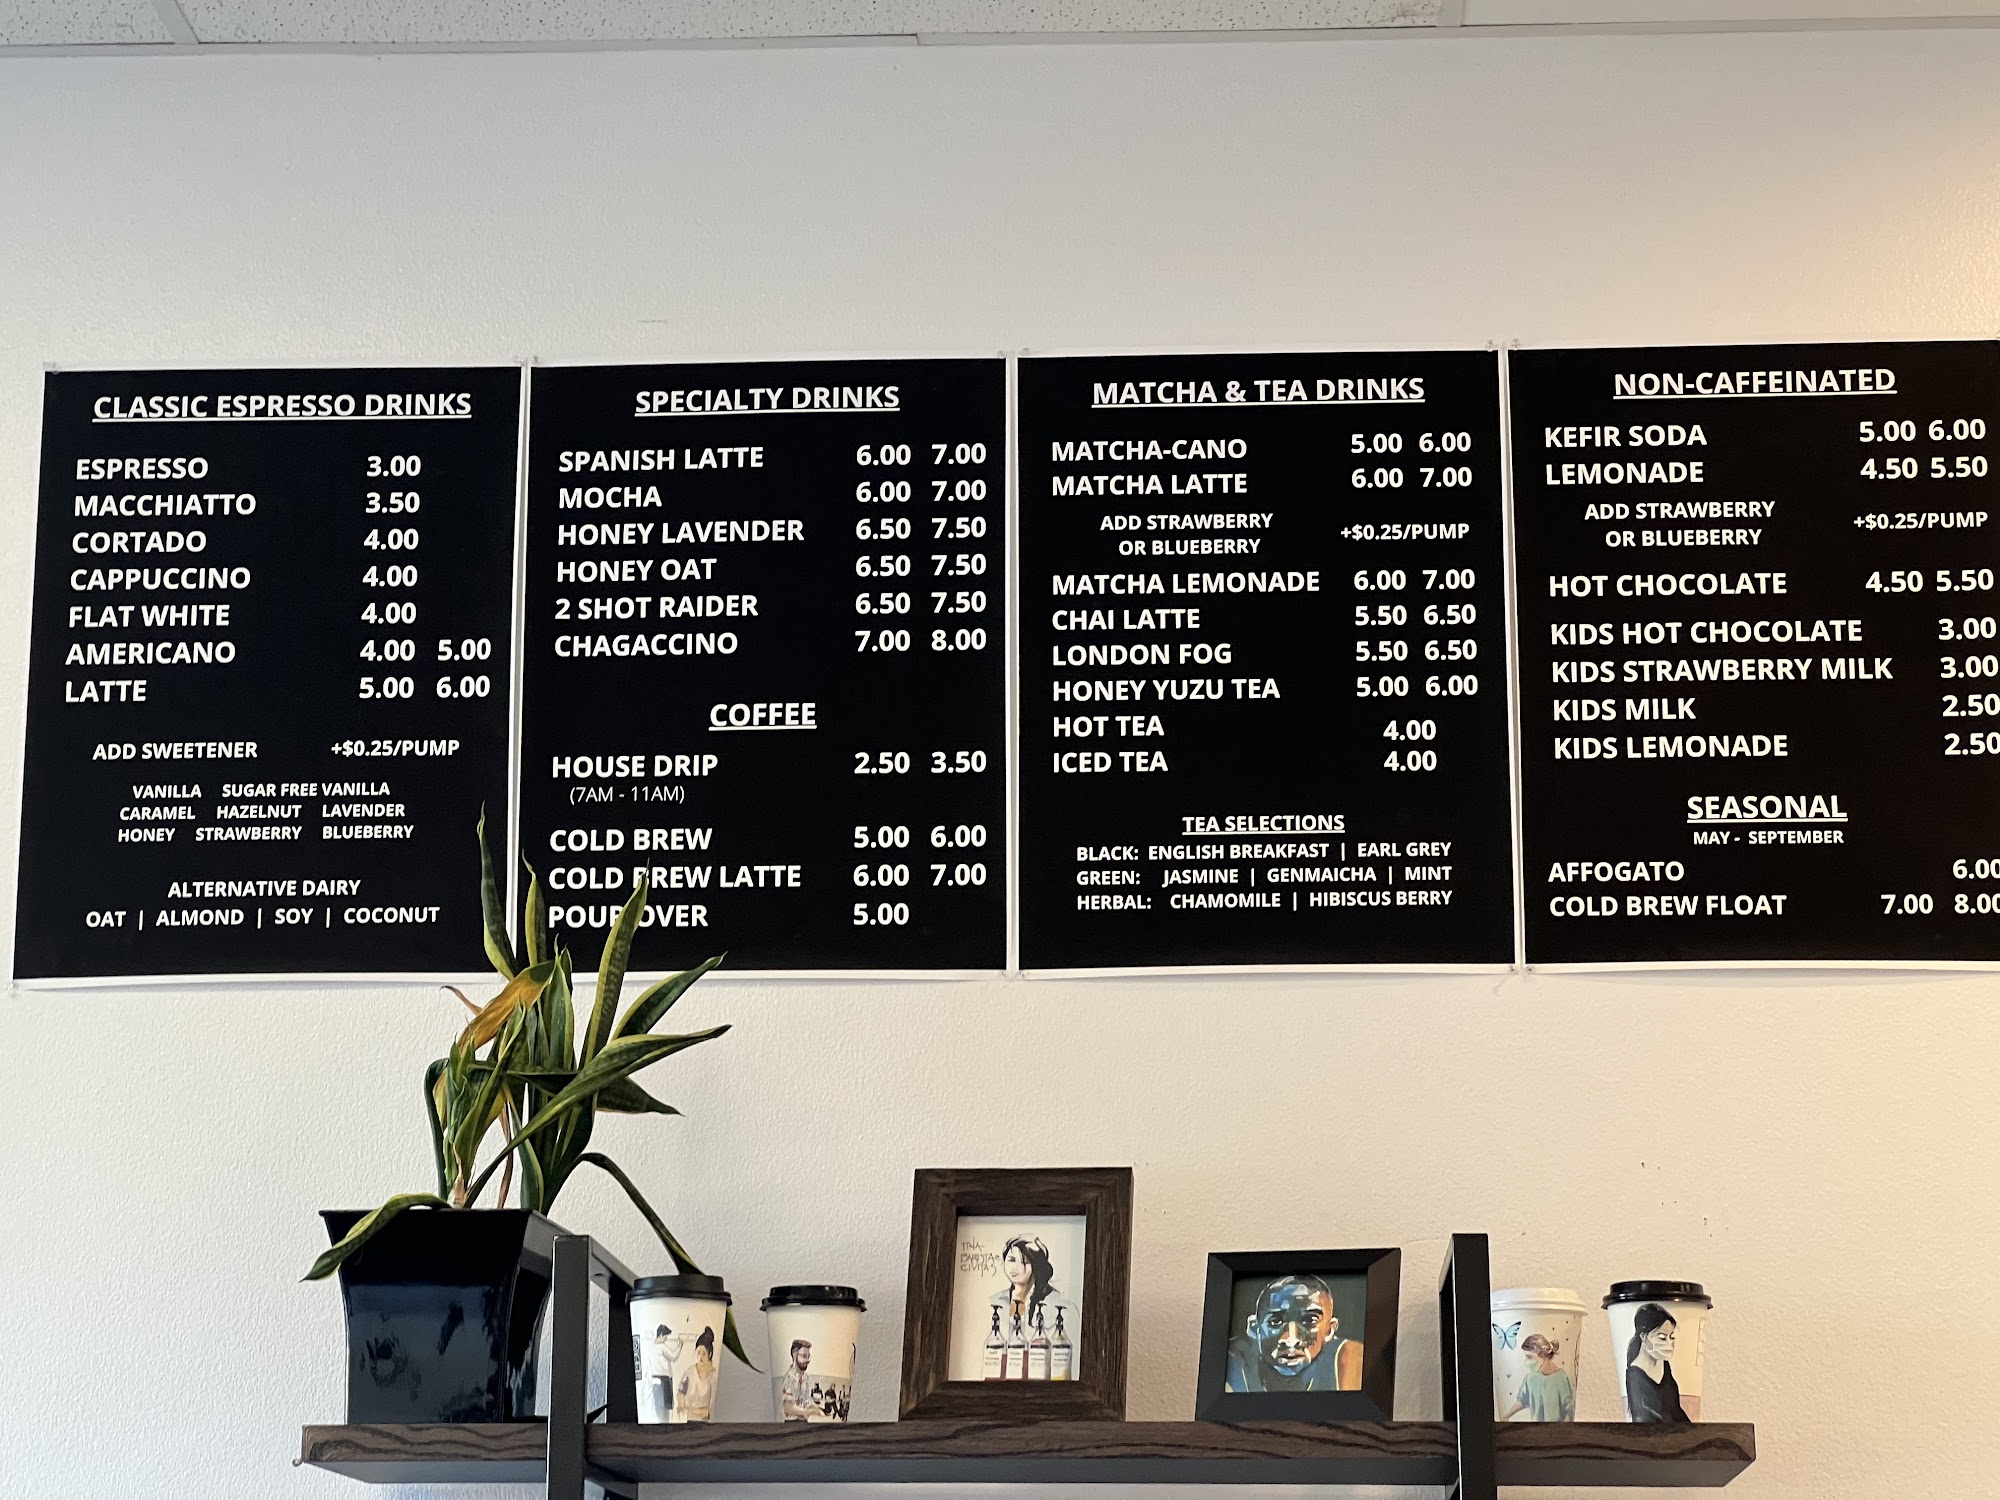 CLASSIC ESPRESSO DRINKS
ESPRESSO 3.00
MACCHIATTO 3.50
CORTADO 4.00
CAPPUCCINO 4.00
FLAT WHITE 4.00
AMERICANO 4.00 5.00
LATTE 5.00 6.00
ADD SWEETENER +$0.25/PUMP
VANILLA SUGAR FREE VANILLA
CARAMEL HAZELNUT LAVENDER
HONEY STRAWBERRY BLUEBERRY
ALTERNATIVE DAIRY
OAT | ALMOND | SOY | COCONUT
SPECIALTY DRINKS
SPANISH LATTE 6.00 7.00
MOCHA 6.00 7.00
HONEY LAVENDER 6.50 7.50
HONEY OAT 6.50 7.50
2 SHOT RAIDER 6.50 7.50
CHAGACCINO 7.00 8.00
COFFEE
HOUSE DRIP 2.50 3.50
(7AM - 11AM)
COLD BREW 5.00 6.00
COLD BREW LATTE 6.00 7.00
POUR OVER 5.00
MATCHA & TEA DRINKS
MATCHA-CANO 5.00 6.00
MATCHA LATTE 6.00 7.00
ADD STRAWBERRY
OR BLUEBERRY +$0.25/PUMP
MATCHA LEMONADE 6.00 7.00
CHAI LATTE 5.50 6.50
LONDON FOG 5.50 6.50
HONEY YUZU TEA 5.00 6.00
HOT TEA 4.00
ICED TEA 4.00
TEA SELECTIONS
BLACK: ENGLISH BREAKFAST | EARL GREY
GREEN: JASMINE | GENMAICHA | MINT
HERBAL: CHAMOMILE | HIBISCUS BERRY
NON-CAFFEINATED
KEFIR SODA 5.00 6.00
LEMONADE 4.50 5.50
ADD STRAWBERRY
OR BLUEBERRY +$0.25/PUMP
HOT CHOCOLATE 4.50 5.50
KIDS HOT CHOCOLATE 3.00
KIDS STRAWBERRY MILK 3.00
KIDS MILK 2.50
KIDS LEMONADE 2.50
SEASONAL
MAY - SEPTEMBER
AFFOGATO 6.00
COLD BREW FLOAT 7.00 8.00
TINA
BARISTA